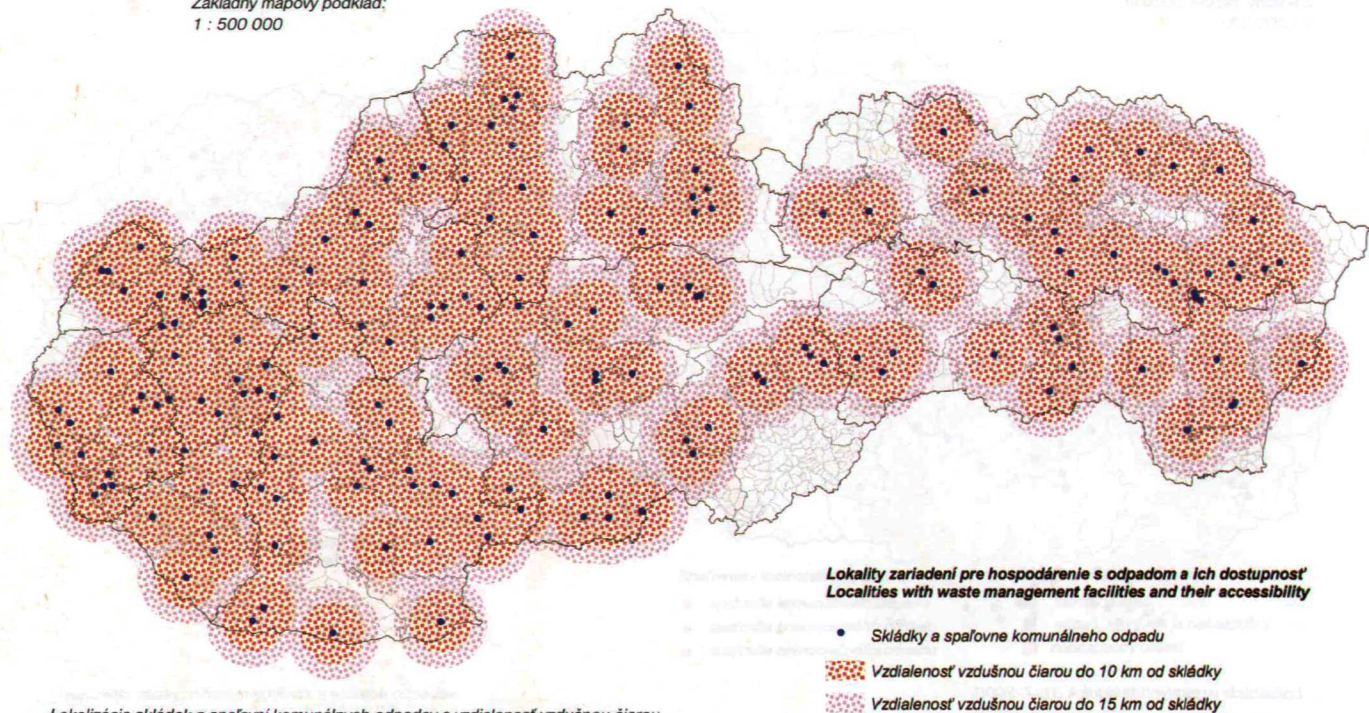 Základný mapový podklad:
1 : 500 000
Lokality zariadení pre hospodárenie s odpadom a ich dostupnosť
Localities with waste management facilities and their accessibility
Skládky a spaľovne komunálneho odpadu
Vzdialenosť vzdušnou čiarou do 10 km od skládky
Vzdialenosť vzdušnou čiarou do 15 km od skládky